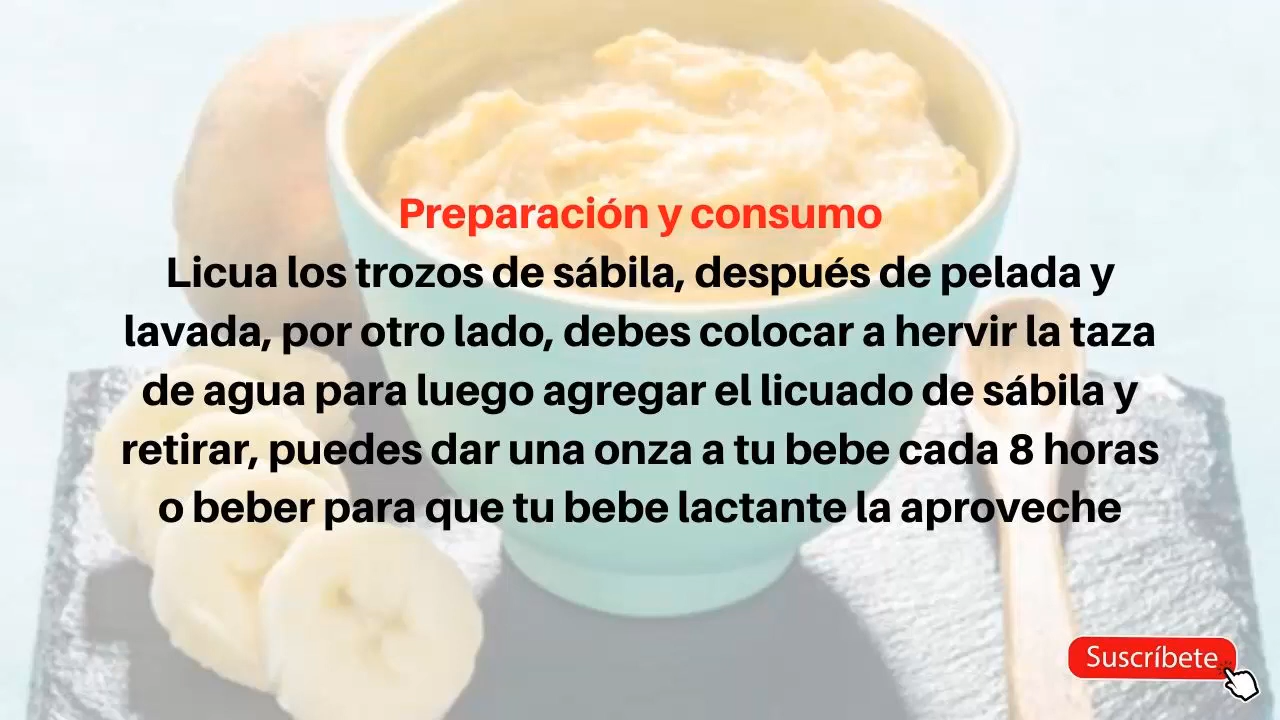 Preparación y consumo
Licua los trozos de sábila, después de pelada y
lavada, por otro lado, debes colocar a hervir la taza
de agua para luego agregar el licuado de sábila y
retirar, puedes dar una onza a tu bebe cada 8 horas
o beber para que tu bebe lactante la aproveche
Suscríbete